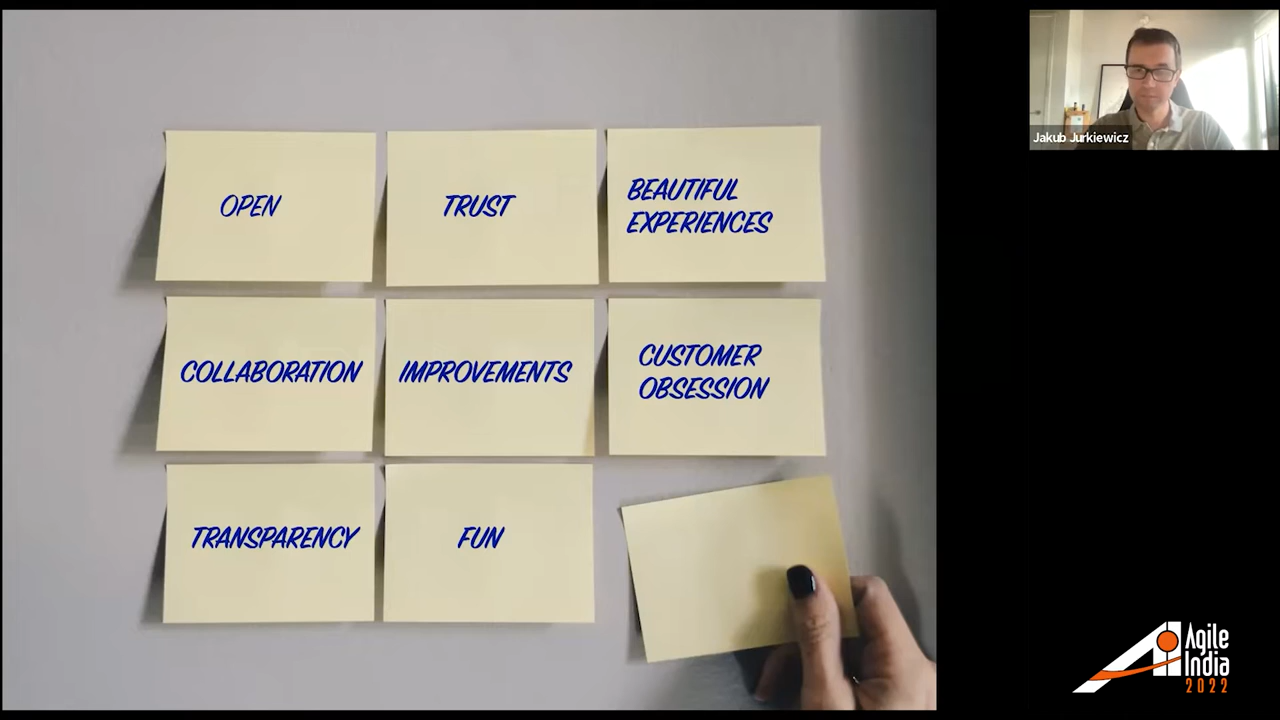 OPEN
TRUST
BEAUTIFUL
EXPERIENCES
COLLABORATION
IMPROVEMENTS
CUSTOMER
OBSESSION
TRANSPARENCY
FUN
Jakub Jurkiewicz
Agile
India
2022